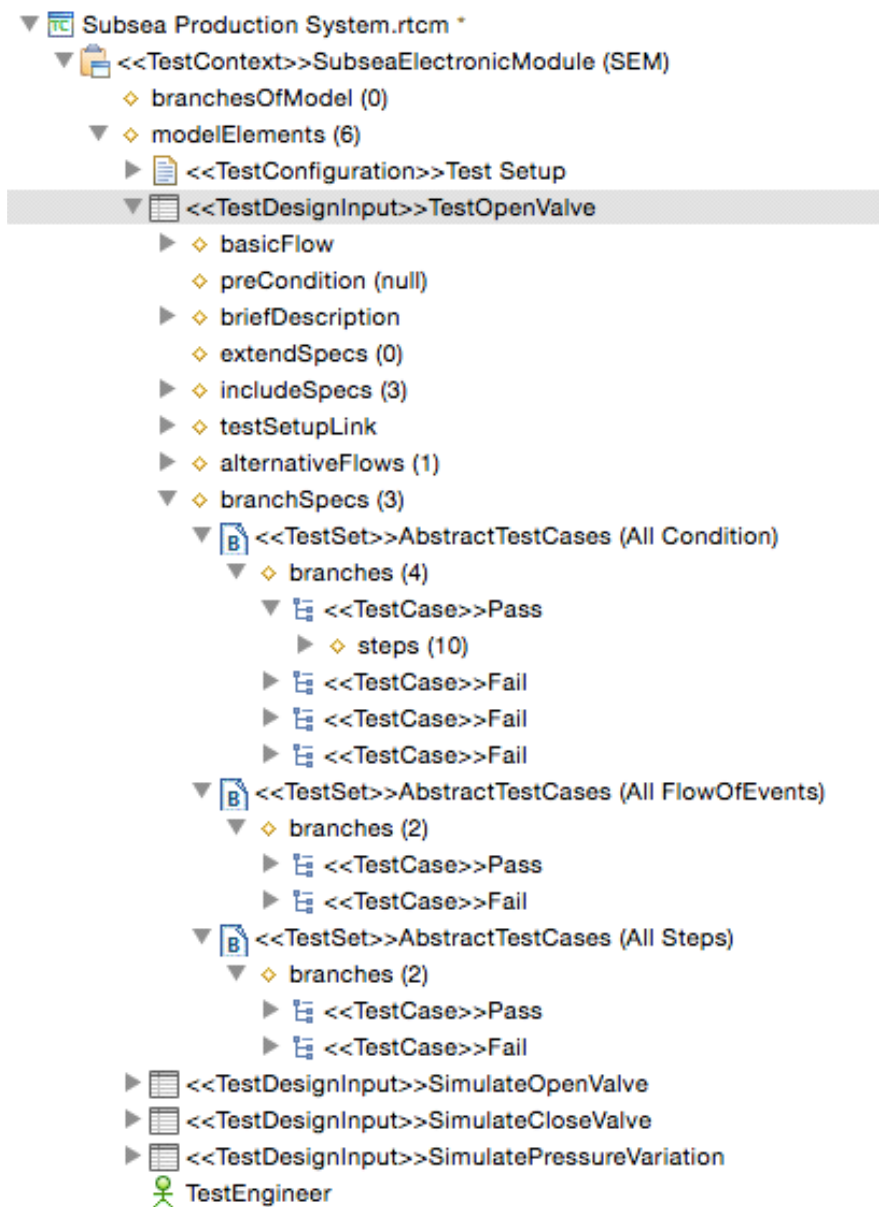 Subsea Production System.rtcm *
<<TestContext>>SubseaElectronicModule (SEM)
branchesOfModel (0)
modelElements (6)
<<TestConfiguration>>Test Setup
<<TestDesignInput>>TestOpenValve
basicFlow
preCondition (null)
briefDescription
extendSpecs (0)
includeSpecs (3)
testSetupLink
alternativeFlows (1)
branchSpecs (3)
<<TestSet>>AbstractTestCases (All Condition)
branches (4)
<<TestCase>>Pass
steps (10)
<<TestCase>>Fail
<<TestCase>>Fail
<<TestCase>>Fail
<<TestSet>>AbstractTestCases (All FlowOfEvents)
branches (2)
<<TestCase>>Pass
<<TestCase>>Fail
<<TestSet>>AbstractTestCases (All Steps)
branches (2)
<<TestCase>>Pass
<<TestCase>>Fail
<<TestDesignInput>>SimulateOpenValve
<<TestDesignInput>>SimulateCloseValve
<<TestDesignInput>>SimulatePressureVariation
TestEngineer